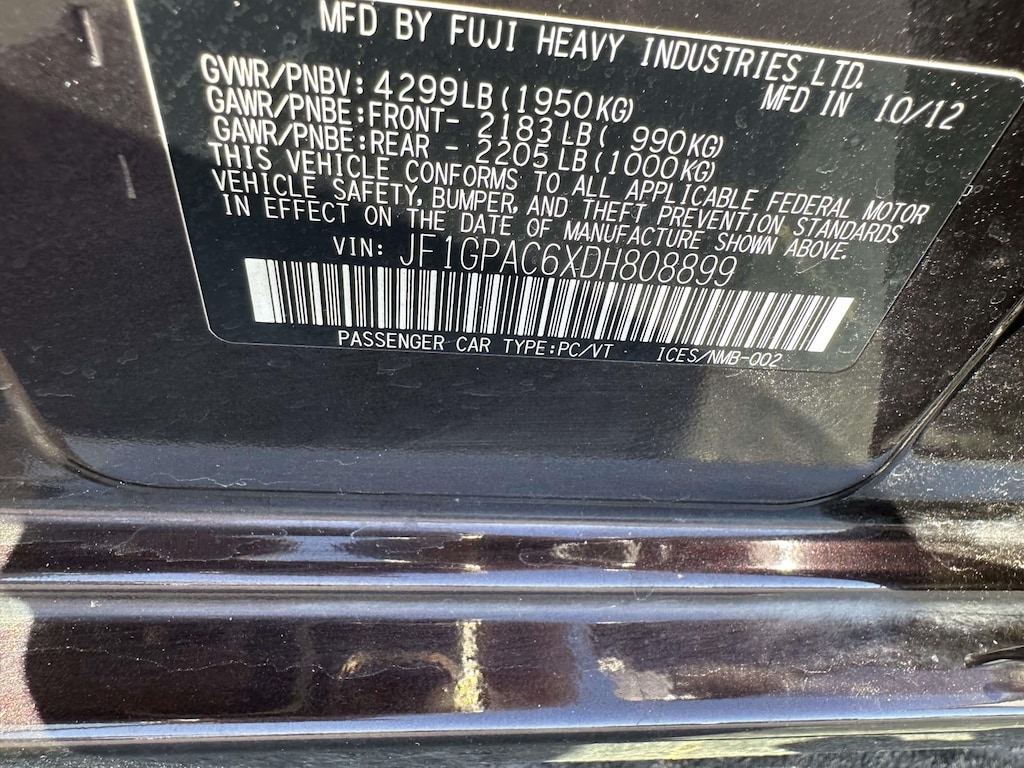 MFD BY FUJI HEAVY INDUSTRIES LTD.
GVWR/PNBV: 4299LB (1950KG) MFD IN 10/12
GAWR/PNBE:FRONT- 2183LB( 990KG)
GAWR/PNBE:REAR - 2205LB(1000KG)
THIS VEHICLE CONFORMS TO ALL APPLICABLE FEDERAL MOTOR
VEHICLE SAFETY, BUMPER, AND THEFT PREVENTION STANDARDS
IN EFFECT ON THE DATE OF MANUFACTURE SHOWN ABOVE.
VIN: JF1GPAC6XDH808899
PASSENGER CAR TYPE:PC/VT ICES/NMB-002